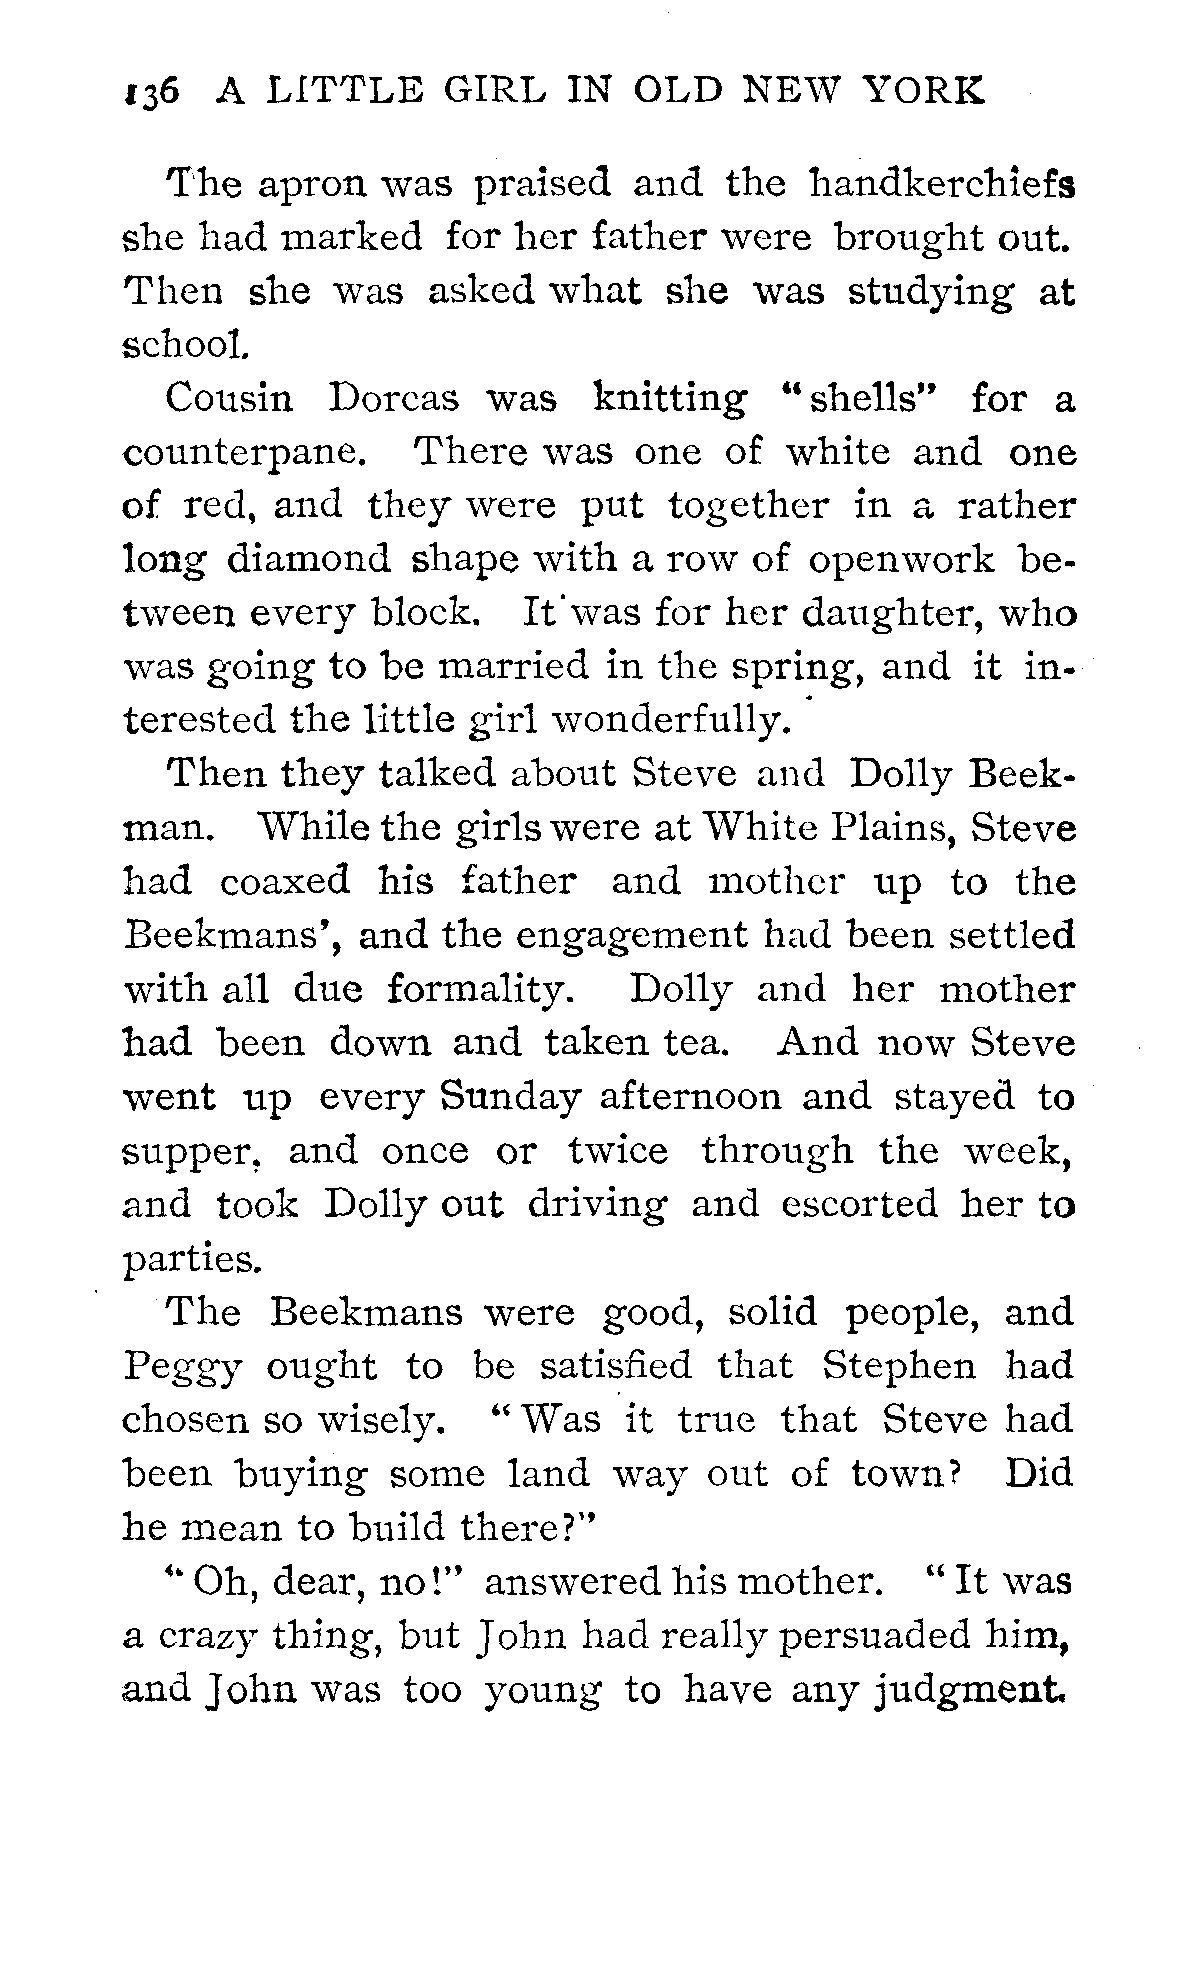 136 A LITTLE GIRL IN OLD NEW YORK
The apron was praised and the handkerchiefs
she had marked for her father were brought out.
Then she was asked what she was studying at
school.
Cousin Dorcas was knitting “shells” for a
counterpane. There was one of white and one
of red, and they were put together in a rather
long diamond shape with a row of openwork be-
tween every block. It was for her daughter, who
was going to be married in the spring, and it in-
terested the little girl wonderfully.
Then they talked about Steve and Dolly Beek-
man. While the girls were at White Plains, Steve
had coaxed his father and mother up to the
Beekmans’, and the engagement had been settled
with all due formality. Dolly and her mother
had been down and taken tea. And now Steve
went up every Sunday afternoon and stayed to
supper, and once or twice through the week,
and took Dolly out driving and escorted her to
parties.
The Beekmans were good, solid people, and
Peggy ought to be satisfied that Stephen had
chosen so wisely. “Was it true that Steve had
been buying some land way out of town? Did
he mean to build there?”
“Oh, dear, no!” answered his mother. “It was
a crazy thing, but John had really persuaded him,
and John was too young to have any judgment.